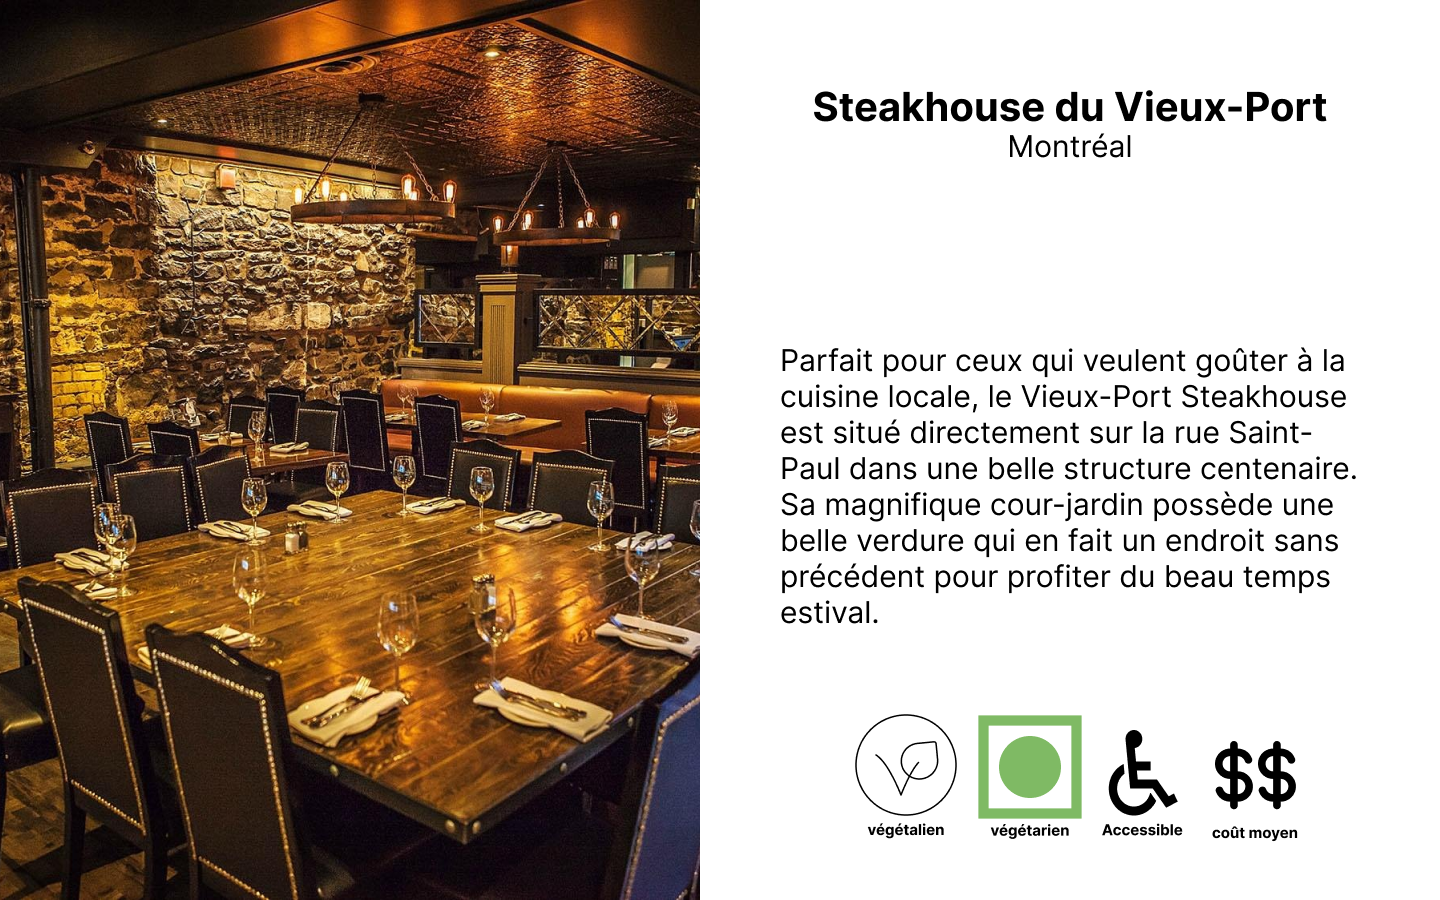 Steakhouse du Vieux-Port
Montréal
Parfait pour ceux qui veulent goûter à la
cuisine locale, le Vieux-Port Steakhouse
est situé directement sur la rue Saint-
Paul dans une belle structure centenaire.
Sa magnifique cour-jardin possède une
belle verdure qui en fait un endroit sans
précédent pour profiter du beau temps
estival.
végétalien
végétarien
Accessible
$$
coût moyen